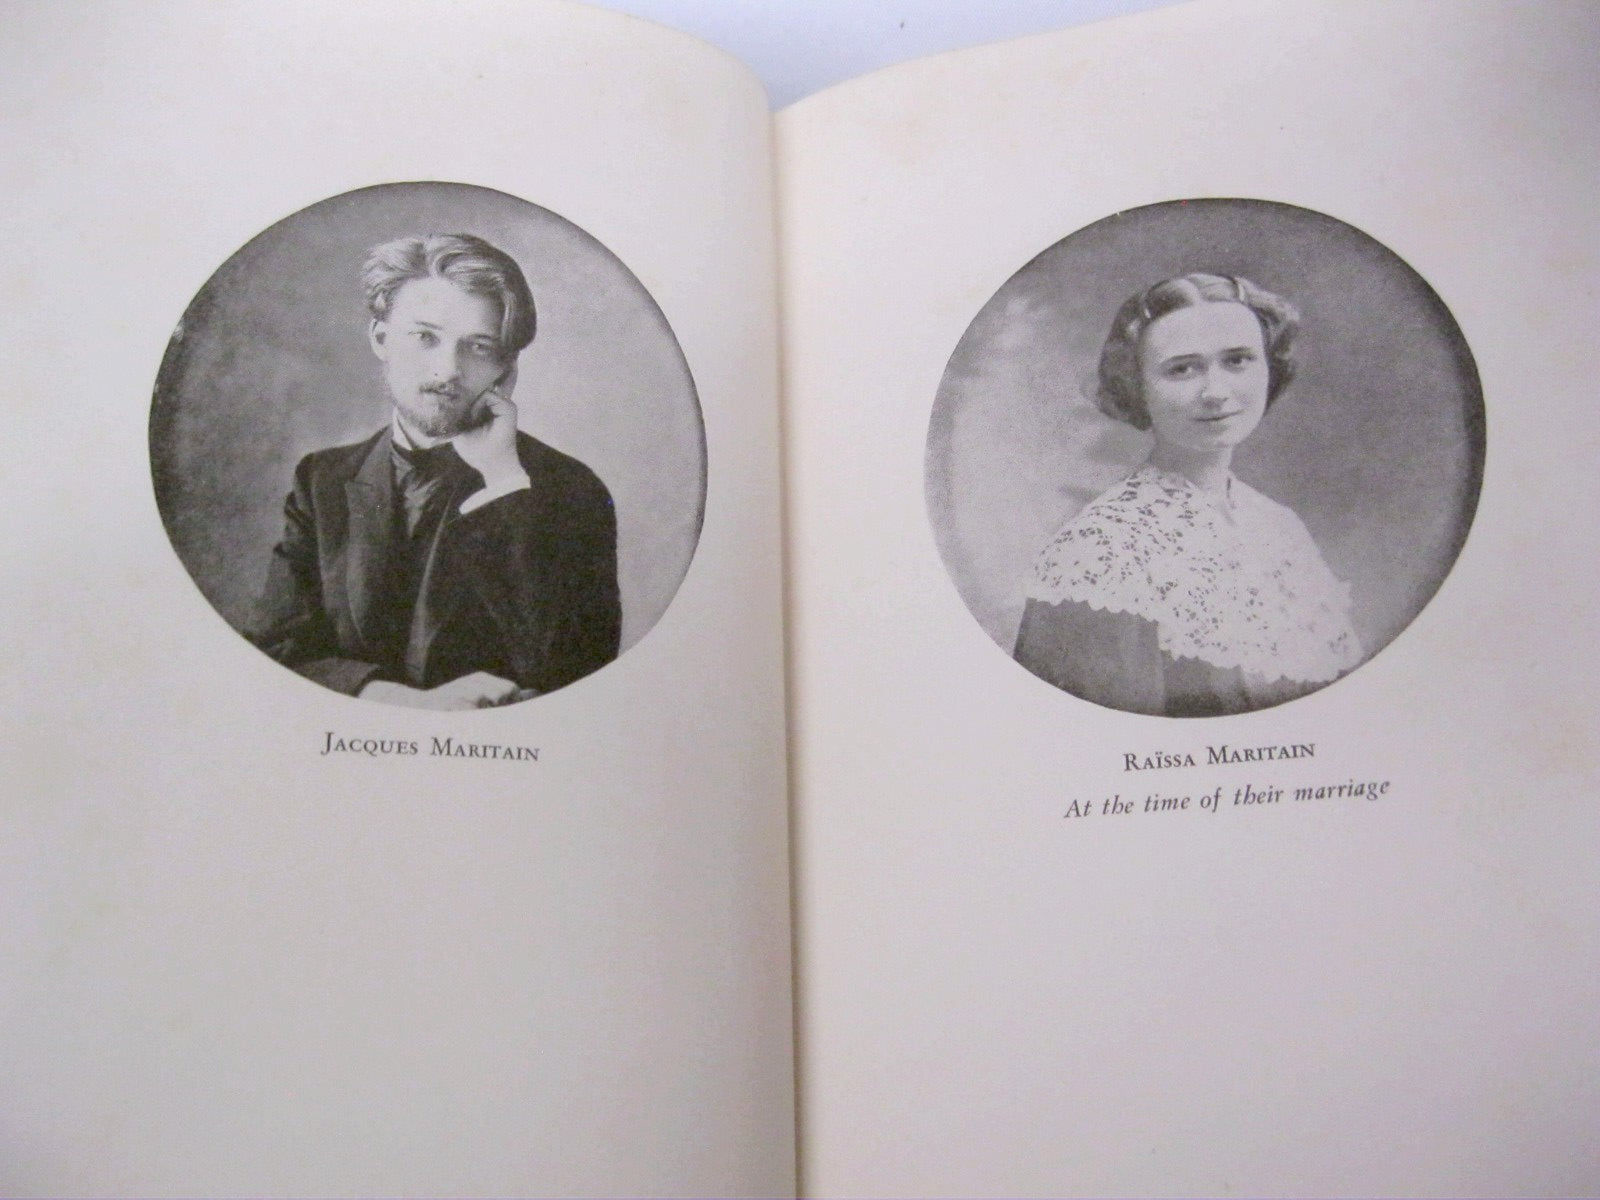 Jacques Maritain
Raïssa Maritain
At the time of their marriage